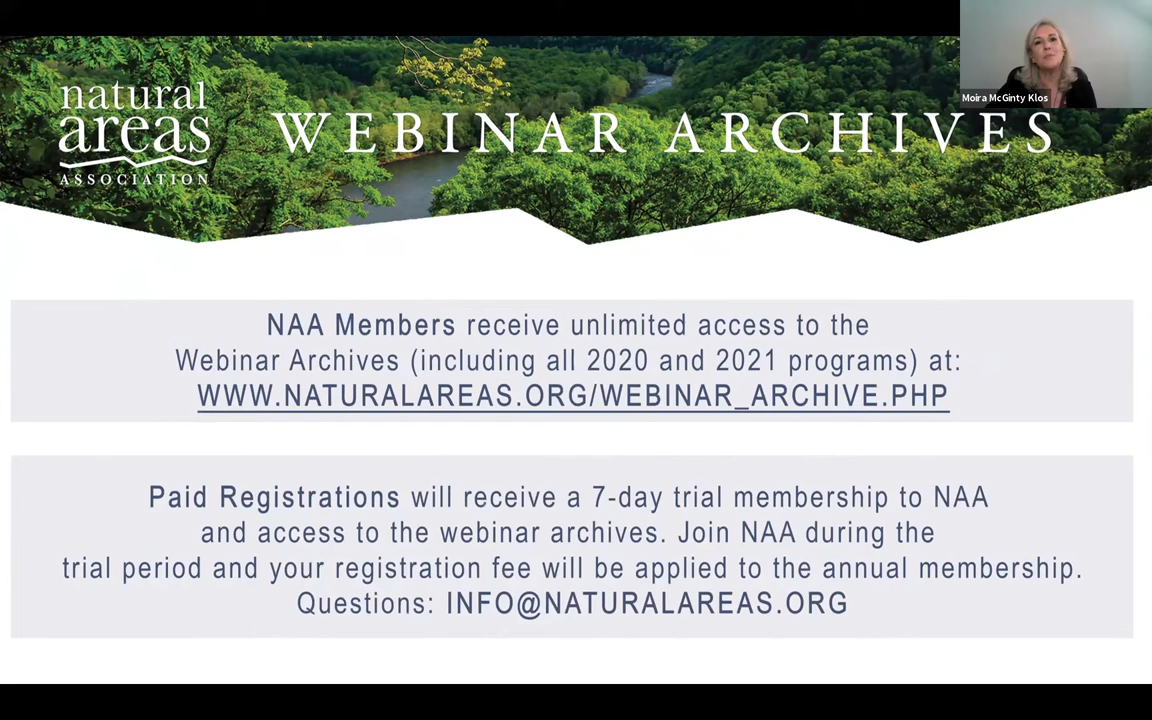 natural
areas
ASSOCIATION
WEBINAR ARCHIVES
Moira McGinty Klos
NAA Members receive unlimited access to the
Webinar Archives (including all 2020 and 2021 programs) at:
WWW.NATURALAREAS.ORG/WEBINAR_ARCHIVE.PHP
Paid Registrations will receive a 7-day trial membership to NAA
and access to the webinar archives. Join NAA during the
trial period and your registration fee will be applied to the annual membership.
Questions: INFO@NATURALAREAS.ORG